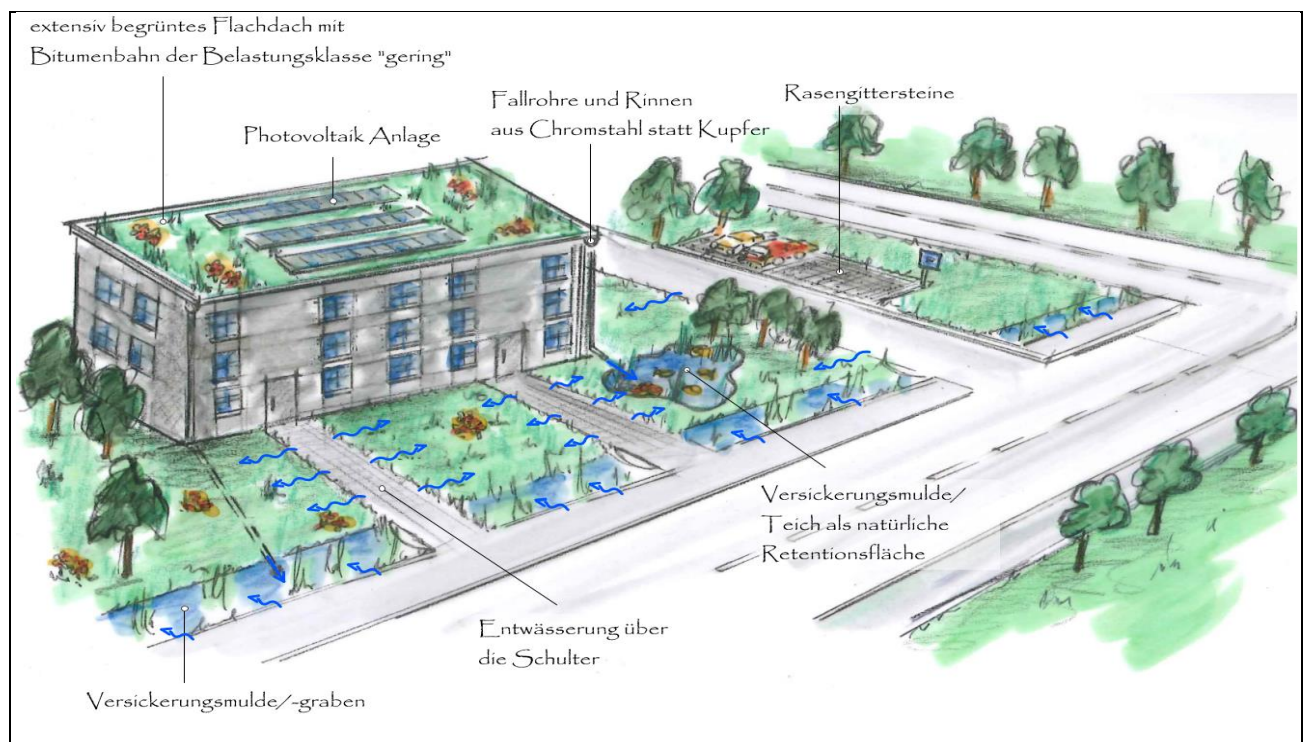 extensiv begrüntes Flachdach mit
Bitumenbahn der Belastungsklasse "gering"
Photovoltaik Anlage
Fallrohre und Rinnen
aus Chromstahl statt Kupfer
Rasengittersteine
Versickerungsmulde/
Teich als natürliche
Retentionsfläche
Entwässerung über
die Schulter
Versickerungsmulde/-graben